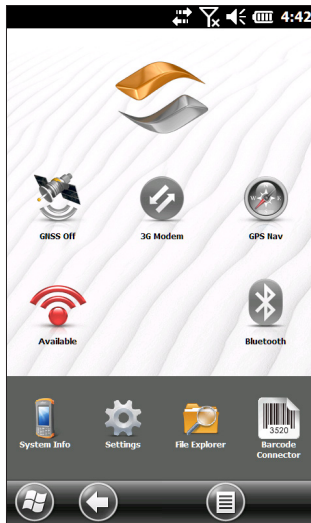 4:42
GNSS Off
3G Modem
GPS Nav
W E
Available
Bluetooth
3520
System Info
Settings
File Explorer
Barcode
Connector